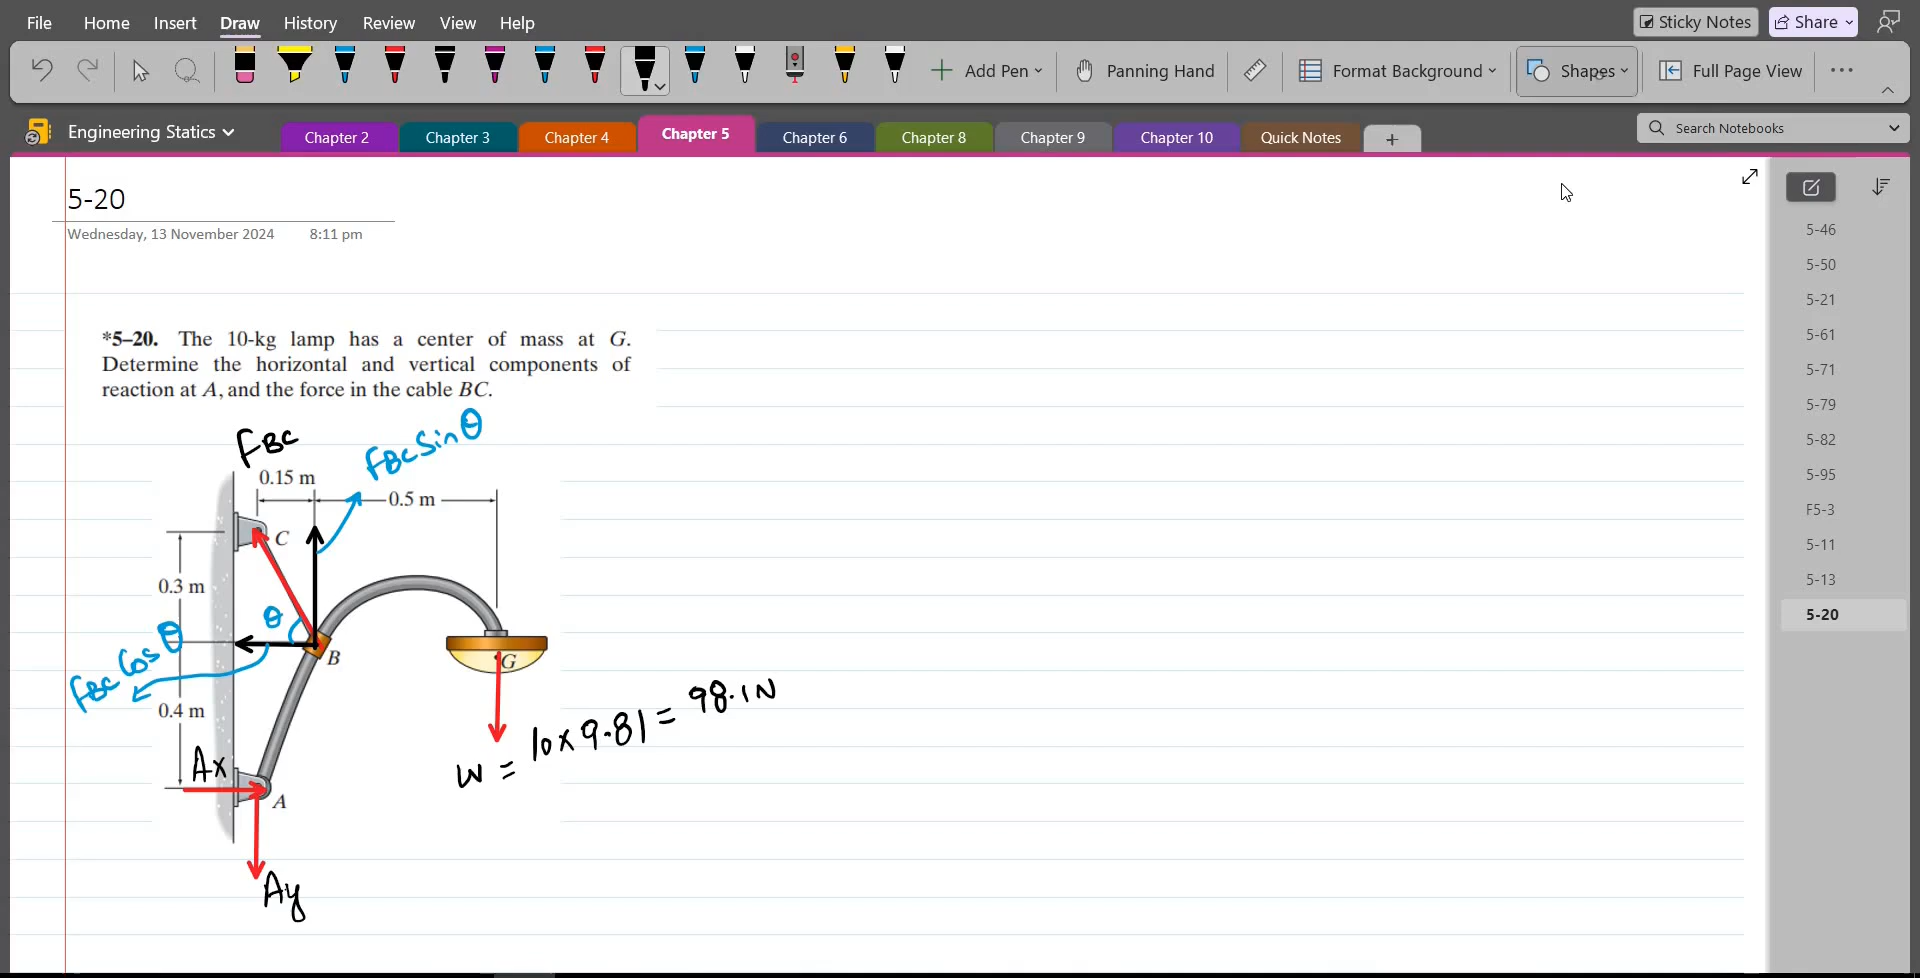 File Home Insert Draw History Review View Help
Sticky Notes Share
Add Pen Panning Hand Format Background Shapes Full Page View
Engineering Statics
Chapter 2 Chapter 3 Chapter 4 Chapter 5 Chapter 6 Chapter 8 Chapter 9 Chapter 10 Quick Notes +
Search Notebooks
5-20
Wednesday, 13 November 2024 8:11 pm
*5–20. The 10-kg lamp has a center of mass at G.
Determine the horizontal and vertical components of
reaction at A, and the force in the cable BC.
FBC
FBC Sin θ
0.15 m
0.5 m
C
0.3 m
θ
FBC Cos θ
B
G
0.4 m
W = 10 x 9.81 = 98.1 N
Ax
A
Ay
5-46
5-50
5-21
5-61
5-71
5-79
5-82
5-95
F5-3
5-11
5-13
5-20